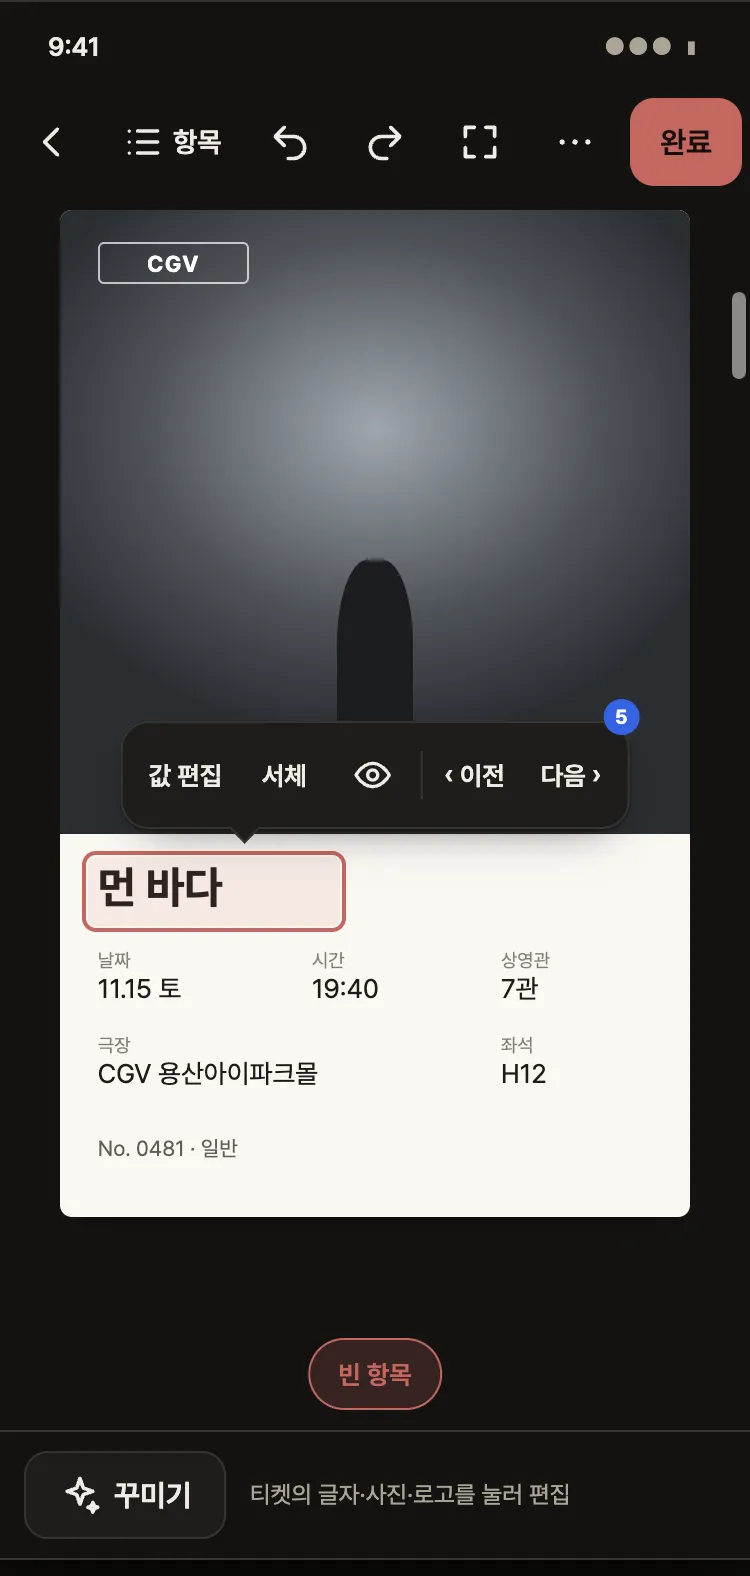 9:41
항목
완료
CGV
5
값 편집 서체 ‹ 이전 다음 ›
먼 바다
날짜 시간 상영관
11.15 토 19:40 7관
극장 좌석
CGV 용산아이파크몰 H12
No. 0481 · 일반
빈 항목
꾸미기 티켓의 글자·사진·로고를 눌러 편집